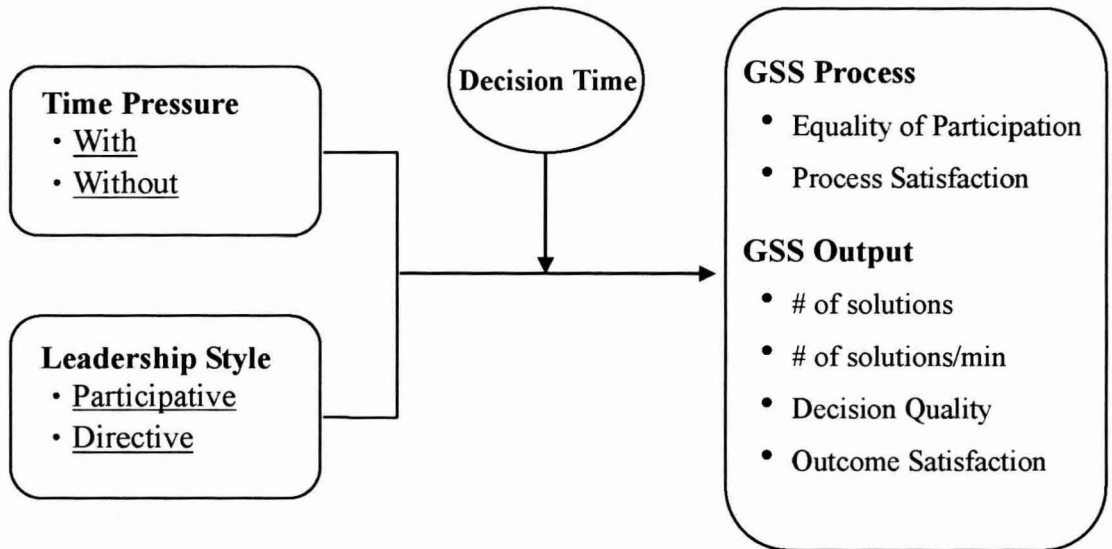 Time Pressure
• With
• Without
Leadership Style
• Participative
• Directive
Decision Time
GSS Process
• Equality of Participation
• Process Satisfaction
GSS Output
• # of solutions
• # of solutions/min
• Decision Quality
• Outcome Satisfaction